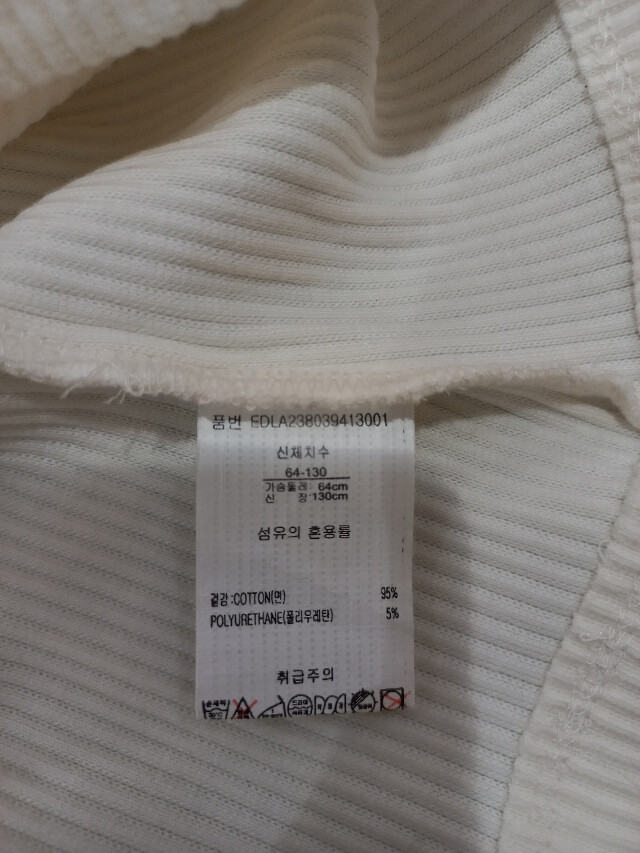 품번 EDLA238039413001
신체치수
64-130
가슴둘레: 64cm
신 장:130cm
섬유의 혼용률
겉감:COTTON(면) 95%
POLYURETHANE(폴리우레탄) 5%
취급주의